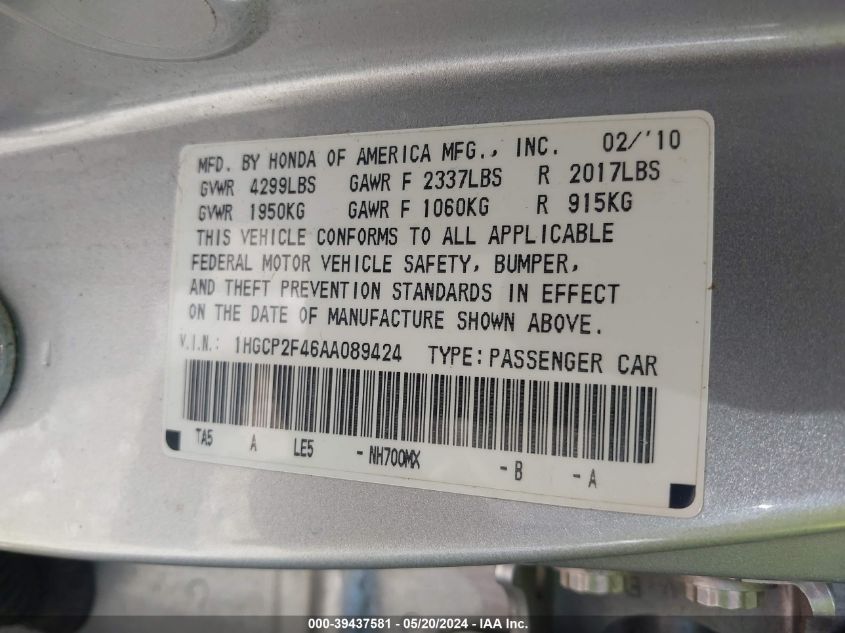 MFD. BY HONDA OF AMERICA MFG., INC. 02/'10
GVWR 4299LBS GAWR F 2337LBS R 2017LBS
GVWR 1950KG GAWR F 1060KG R 915KG
THIS VEHICLE CONFORMS TO ALL APPLICABLE
FEDERAL MOTOR VEHICLE SAFETY, BUMPER,
AND THEFT PREVENTION STANDARDS IN EFFECT
ON THE DATE OF MANUFACTURE SHOWN ABOVE.
V.I.N.: 1HGCP2F46AA089424 TYPE:PASSENGER CAR
TA5 A LE5 -NH700MX -B -A
000-39437581 - 05/20/2024 - IAA Inc.